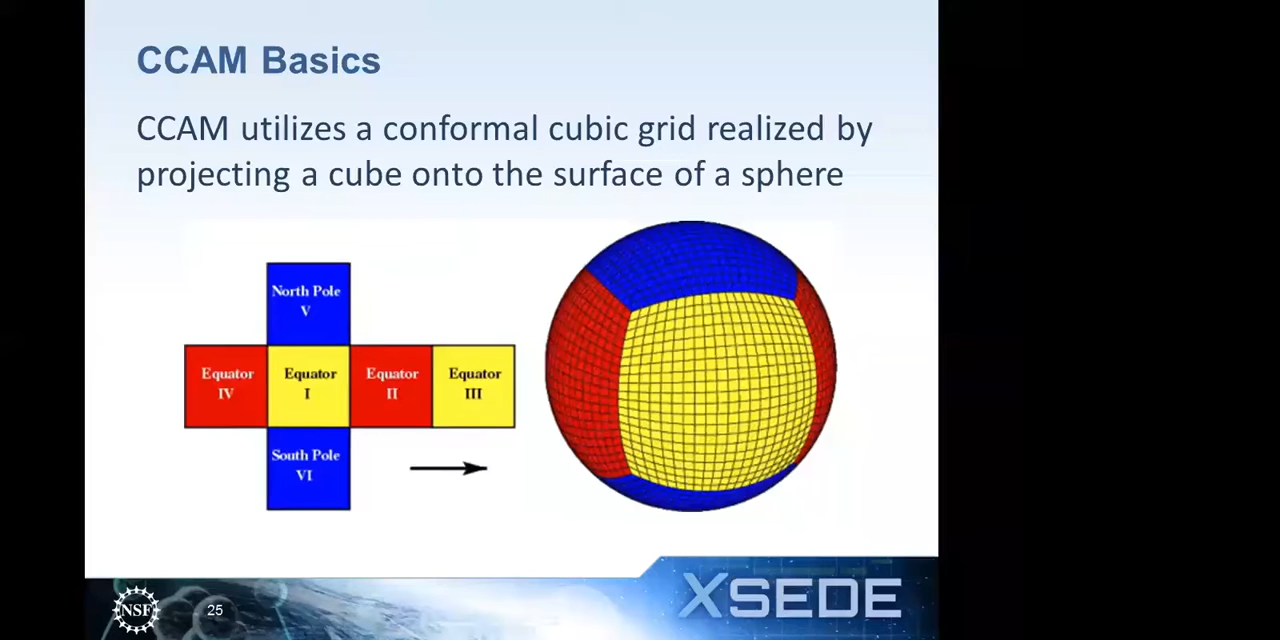 CCAM Basics
CCAM utilizes a conformal cubic grid realized by
projecting a cube onto the surface of a sphere
North Pole
V
Equator
IV
Equator
I
Equator
II
Equator
III
South Pole
VI
NSF
25
XSEDE